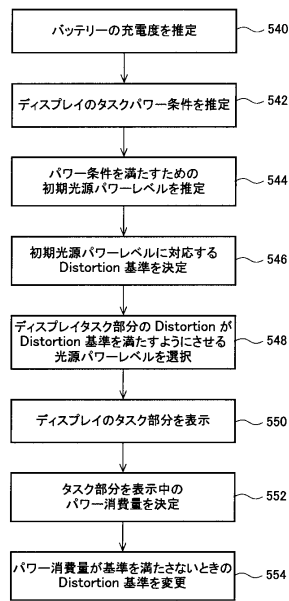 バッテリーの充電度を推定
540
ディスプレイのタスクパワー条件を推定
542
パワー条件を満たすための
初期光源パワーレベルを推定
544
初期光源パワーレベルに対応する
Distortion 基準を決定
546
ディスプレイタスク部分の Distortion が
Distortion 基準を満たすようにさせる
光源パワーレベルを選択
548
ディスプレイのタスク部分を表示
550
タスク部分を表示中の
パワー消費量を決定
552
パワー消費量が基準を満たさないときの
Distortion 基準を変更
554